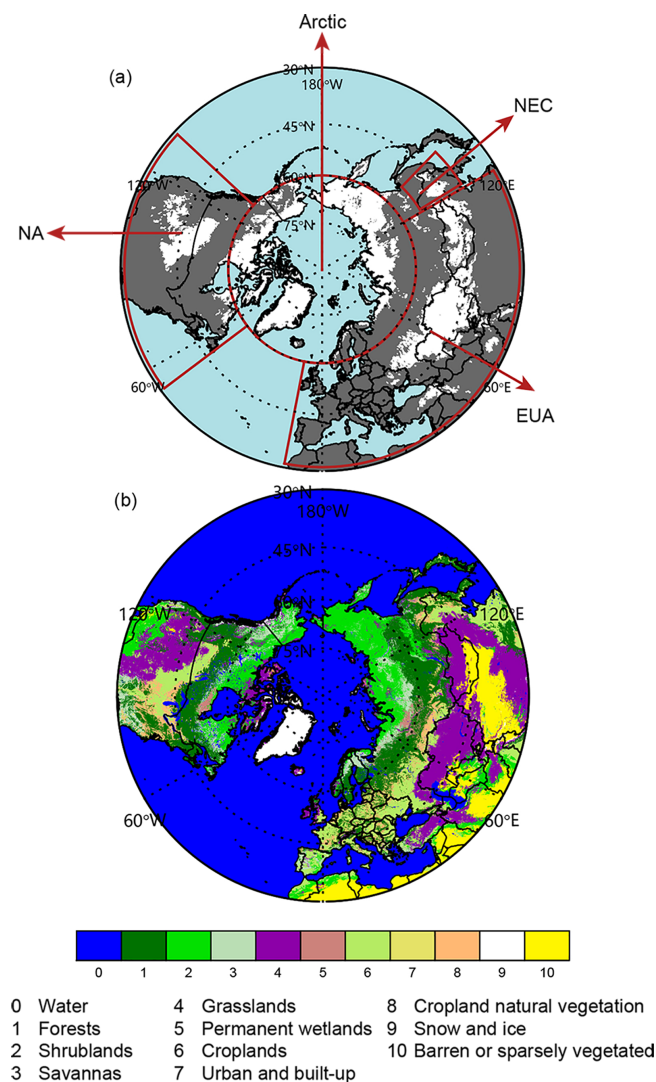 Arctic
(a)
30°N
180°W
NEC
45°N
60°N
120°W
120°E
75°N
NA
60°W
60°E
EUA
(b)
30°N
180°W
45°N
120°W
120°E
5°N
60°W
60°E
0 1 2 3 4 5 6 7 8 9 10
0 Water 4 Grasslands 8 Cropland natural vegetation
1 Forests 5 Permanent wetlands 9 Snow and ice
2 Shrublands 6 Croplands 10 Barren or sparsely vegetated
3 Savannas 7 Urban and built-up